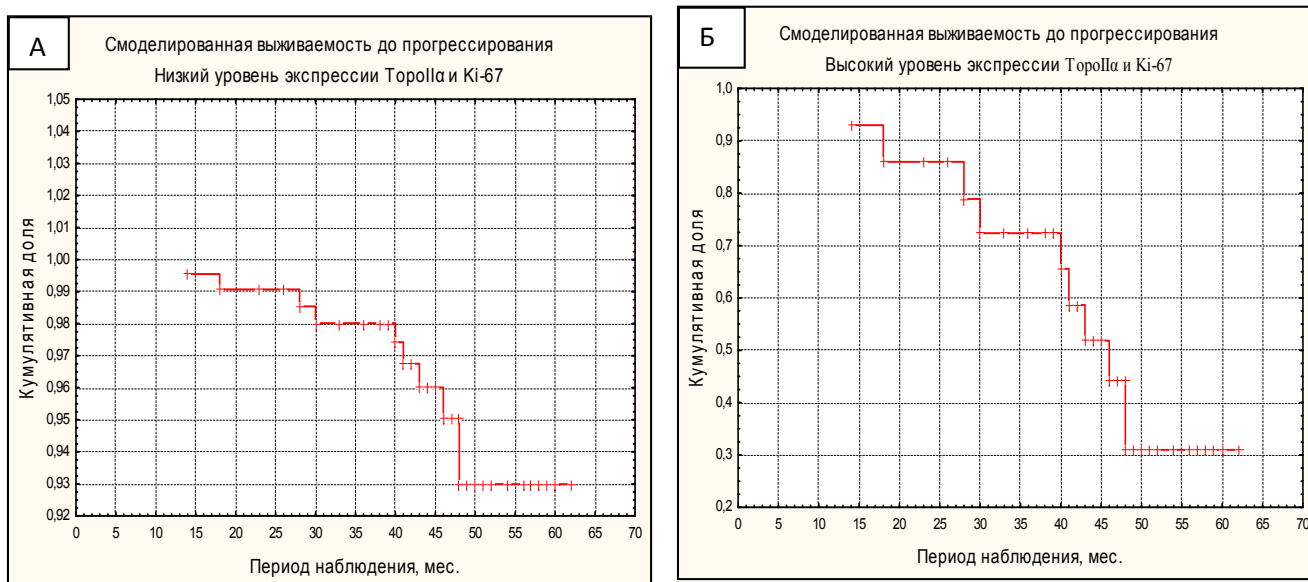 А
Смоделированная выживаемость до прогрессирования
Низкий уровень экспрессии TopoIIα и Ki-67
1,05
1,04
1,03
1,02
1,01
1,00
0,99
0,98
0,97
0,96
0,95
0,94
0,93
0,92
Кумулятивная доля
0 5 10 15 20 25 30 35 40 45 50 55 60 65 70
Период наблюдения, мес.
Б
Смоделированная выживаемость до прогрессирования
Высокий уровень экспрессии TopoIIα и Ki-67
1,0
0,9
0,8
0,7
0,6
0,5
0,4
0,3
0,2
Кумулятивная доля
0 5 10 15 20 25 30 35 40 45 50 55 60 65 70
Период наблюдения, мес.